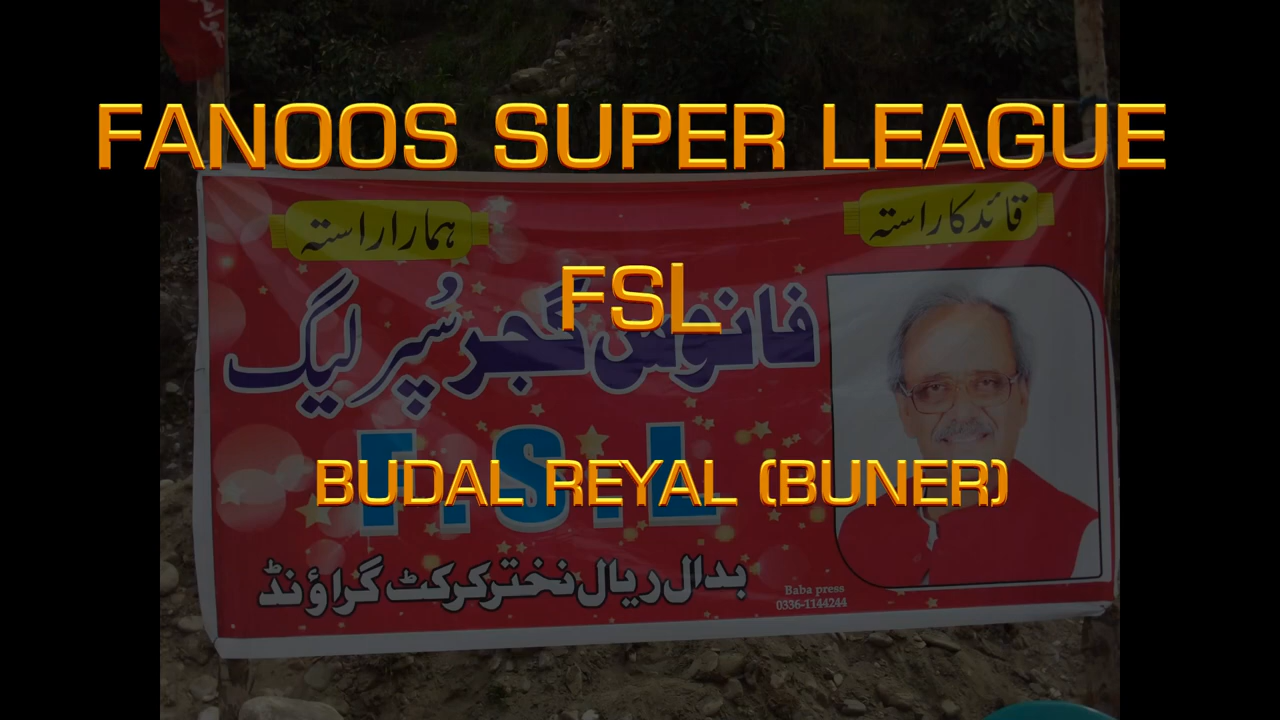 FANOOS SUPER LEAGUE
قائد کا راستہ
ہمارا راستہ
FSL
فانوس گجر سُپر لیگ
F.S.L
BUDAL REYAL (BUNER)
بدال ریال نختر کرکٹ گراؤنڈ
Baba press
0336-1144244